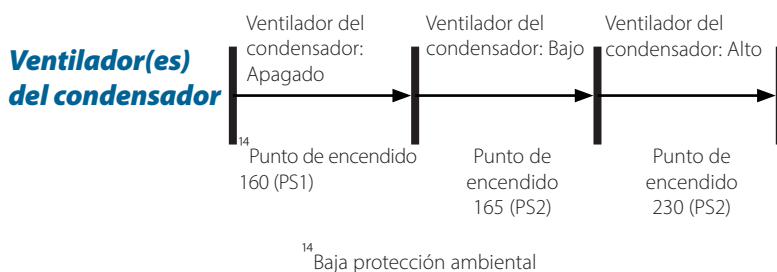 Ventilador(es)
del condensador
Ventilador del
condensador:
Apagado
Ventilador del
condensador: Bajo
Ventilador del
condensador: Alto
14
Punto de encendido
160 (PS1)
Punto de
encendido
165 (PS2)
Punto de
encendido
230 (PS2)
14 Baja protección ambiental